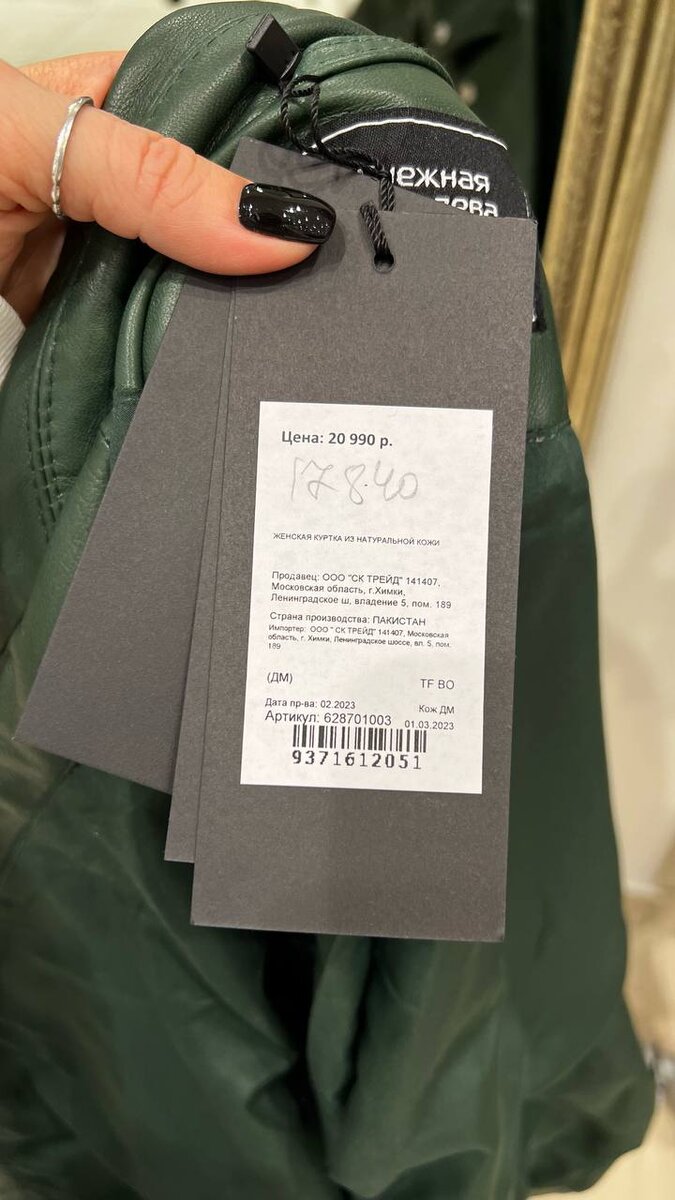 ежная
Цена: 20 990 р.
17840
ЖЕНСКАЯ КУРТКА ИЗ НАТУРАЛЬНОЙ КОЖИ
Продавец: ООО "СК ТРЕЙД" 141407,
Московская область, г.Химки,
Ленинградское ш, владение 5, пом. 189
Страна производства: ПАКИСТАН
Импортер: ООО " СК ТРЕЙД" 141407, Московская
область, г. Химки, Ленинградское шоссе, вл. 5, пом.
189
(ДМ) TF BO
Дата пр-ва: 02.2023 Кож ДМ
Артикул: 628701003 01.03.2023
9371612051